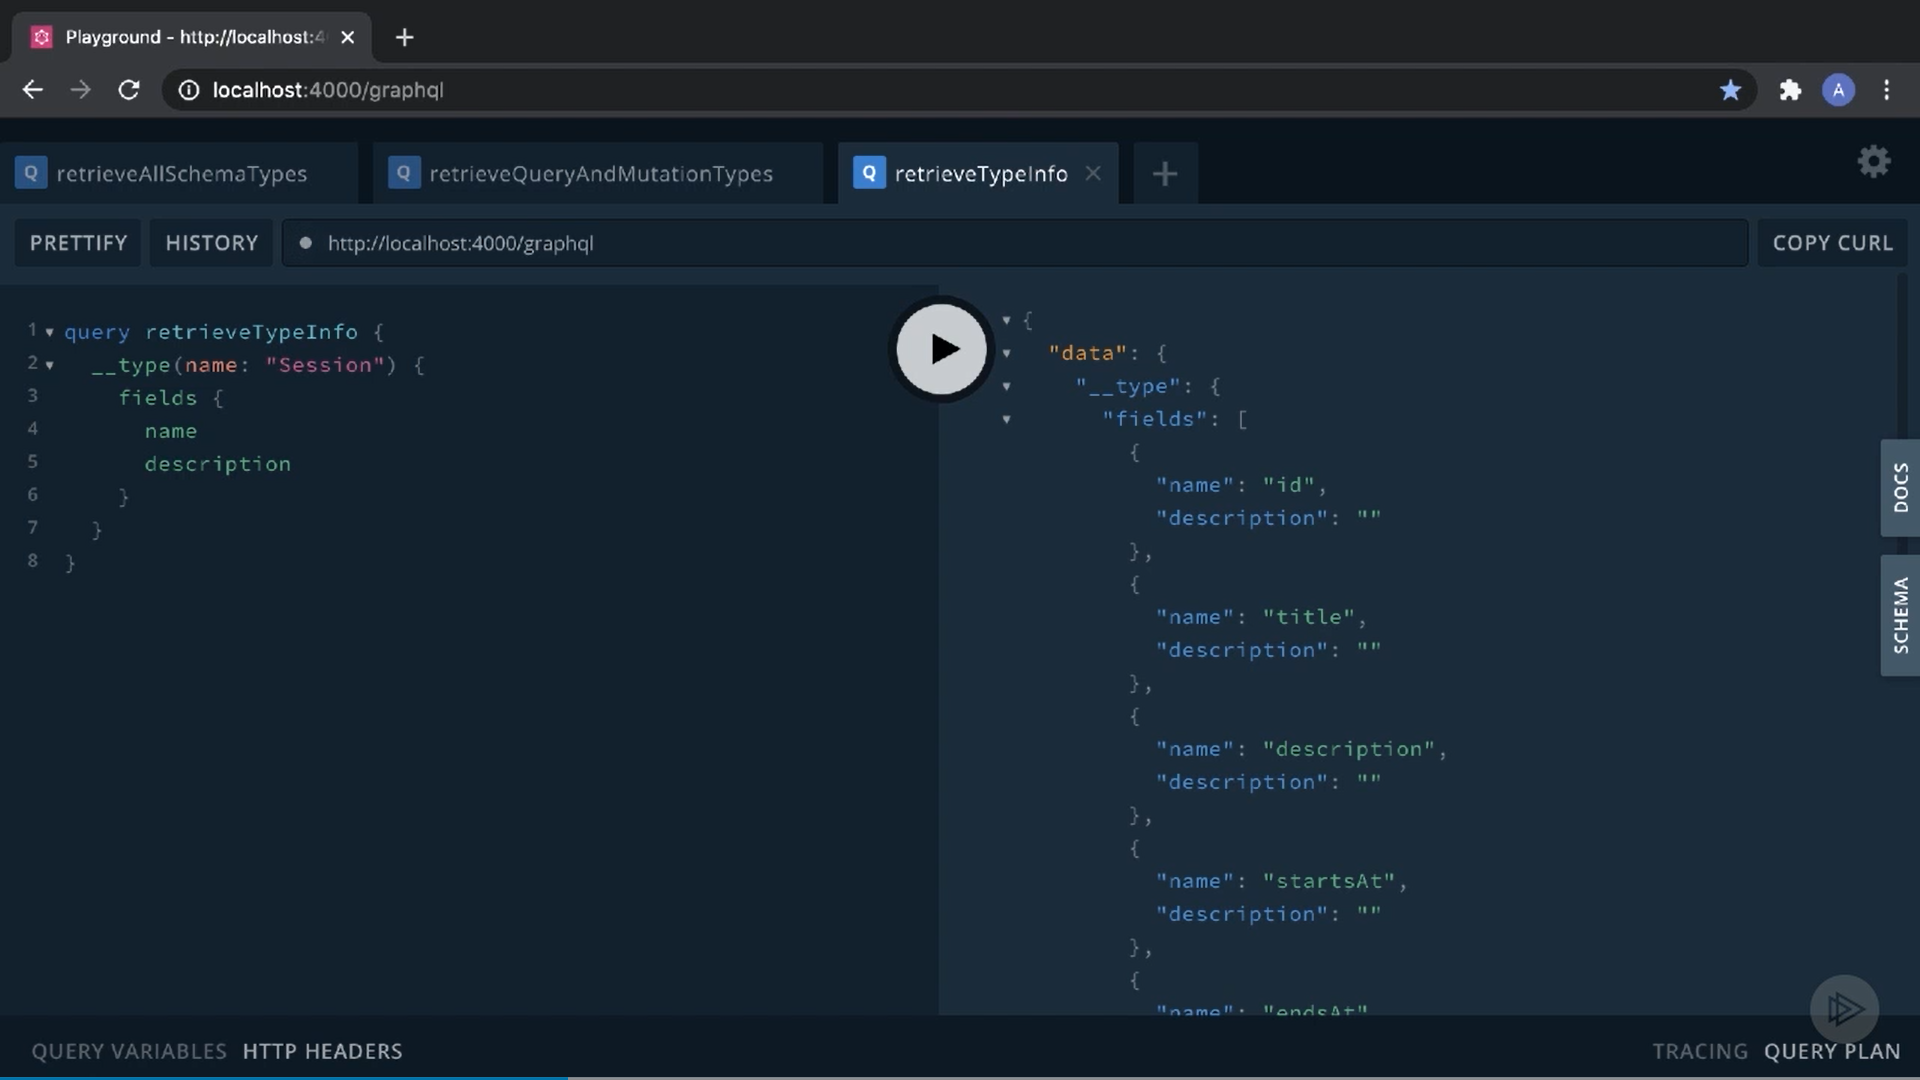 Playground - http://localhost:4
localhost:4000/graphql
A
Q retrieveAllSchemaTypes
Q retrieveQueryAndMutationTypes
Q retrieveTypeInfo
PRETTIFY
HISTORY
http://localhost:4000/graphql
COPY CURL
1 query retrieveTypeInfo {
2 __type(name: "Session") {
3 fields {
4 name
5 description
6 }
7 }
8 }
{
"data": {
"__type": {
"fields": [
{
"name": "id",
"description": ""
},
{
"name": "title",
"description": ""
},
{
"name": "description",
"description": ""
},
{
"name": "startsAt",
"description": ""
},
{
"name": "endsAt"
DOCS
SCHEMA
QUERY VARIABLES
HTTP HEADERS
TRACING
QUERY PLAN